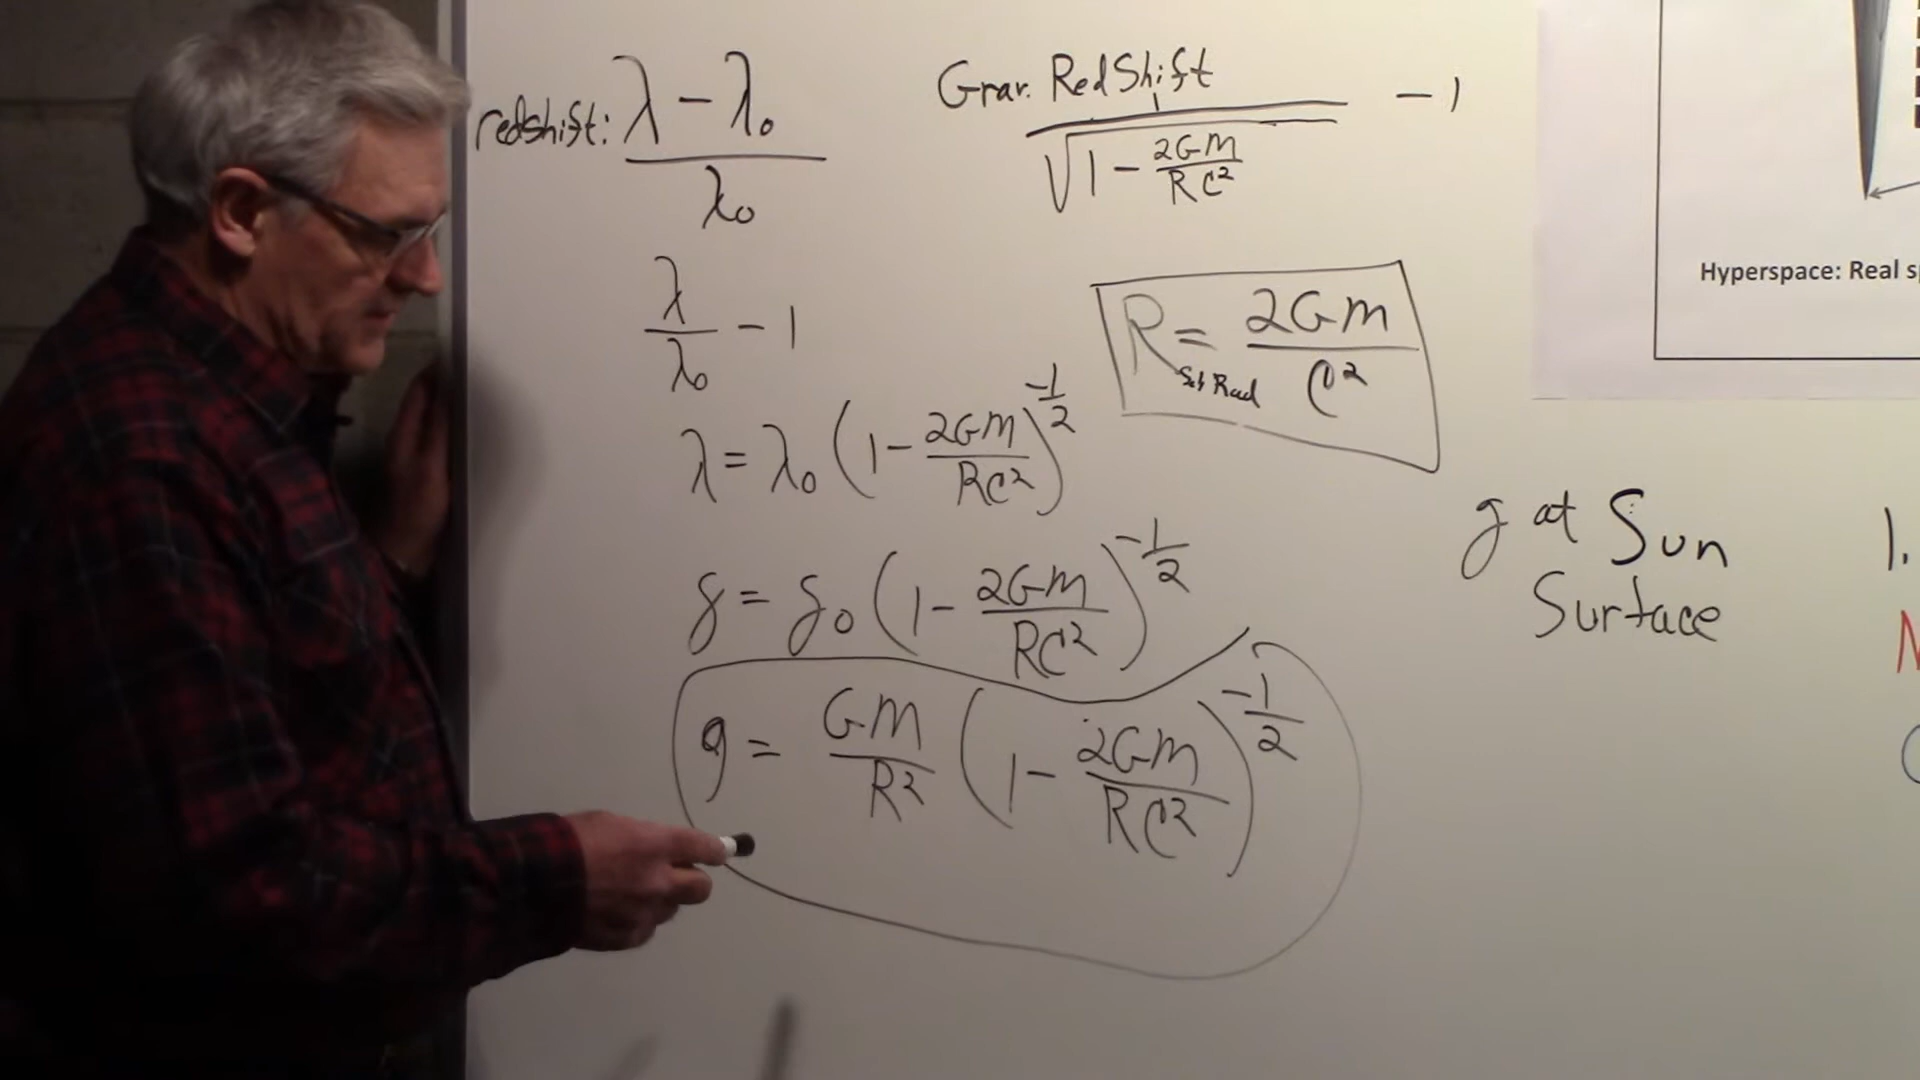 redshift: λ - λ₀ / λ₀
Grav. RedShift
1 / √(1 - 2GM / RC²) - 1
λ / λ₀ - 1
R Sch Rad = 2GM / C²
λ = λ₀ (1 - 2GM / RC²)^(-1/2)
g = g₀ (1 - 2GM / RC²)^(-1/2)
g = GM / R² (1 - 2GM / RC²)^(-1/2)
g at Sun
Surface
1.
Hyperspace: Real